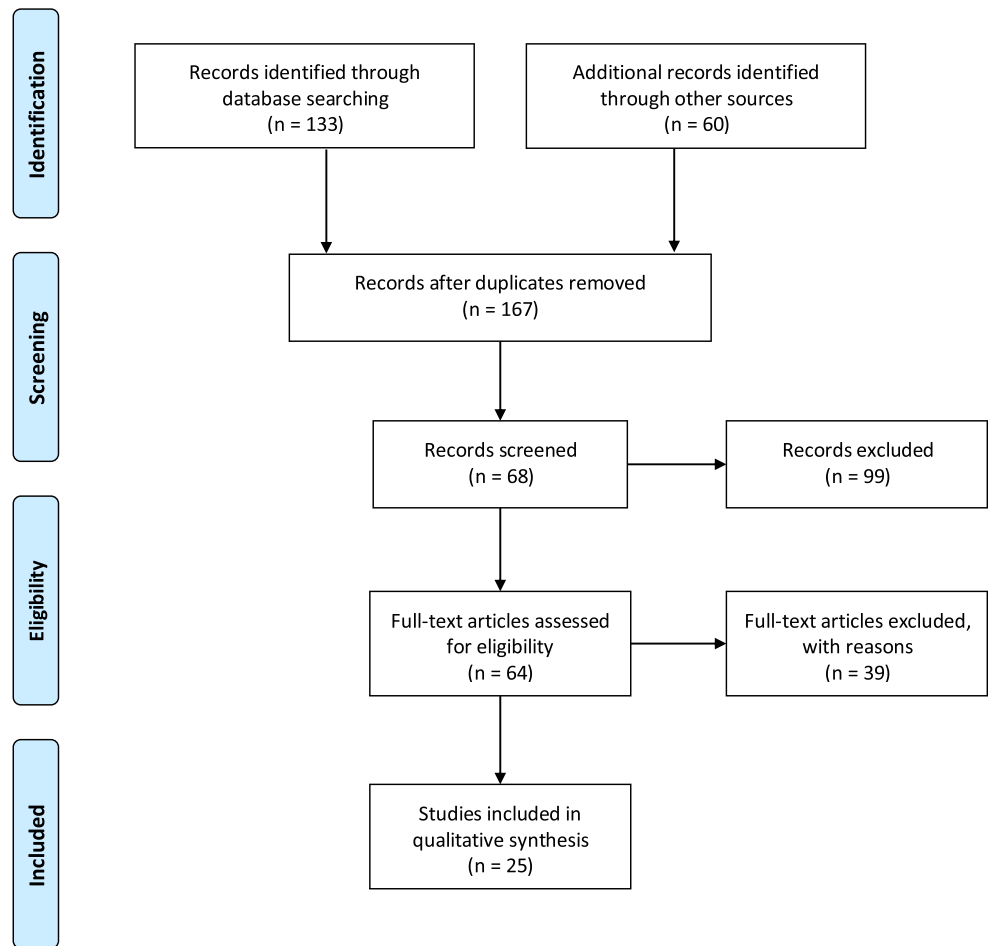 Identification
Records identified through
database searching
(n = 133)
Additional records identified
through other sources
(n = 60)
Screening
Records after duplicates removed
(n = 167)
Records screened
(n = 68)
Records excluded
(n = 99)
Eligibility
Full-text articles assessed
for eligibility
(n = 64)
Full-text articles excluded,
with reasons
(n = 39)
Included
Studies included in
qualitative synthesis
(n = 25)